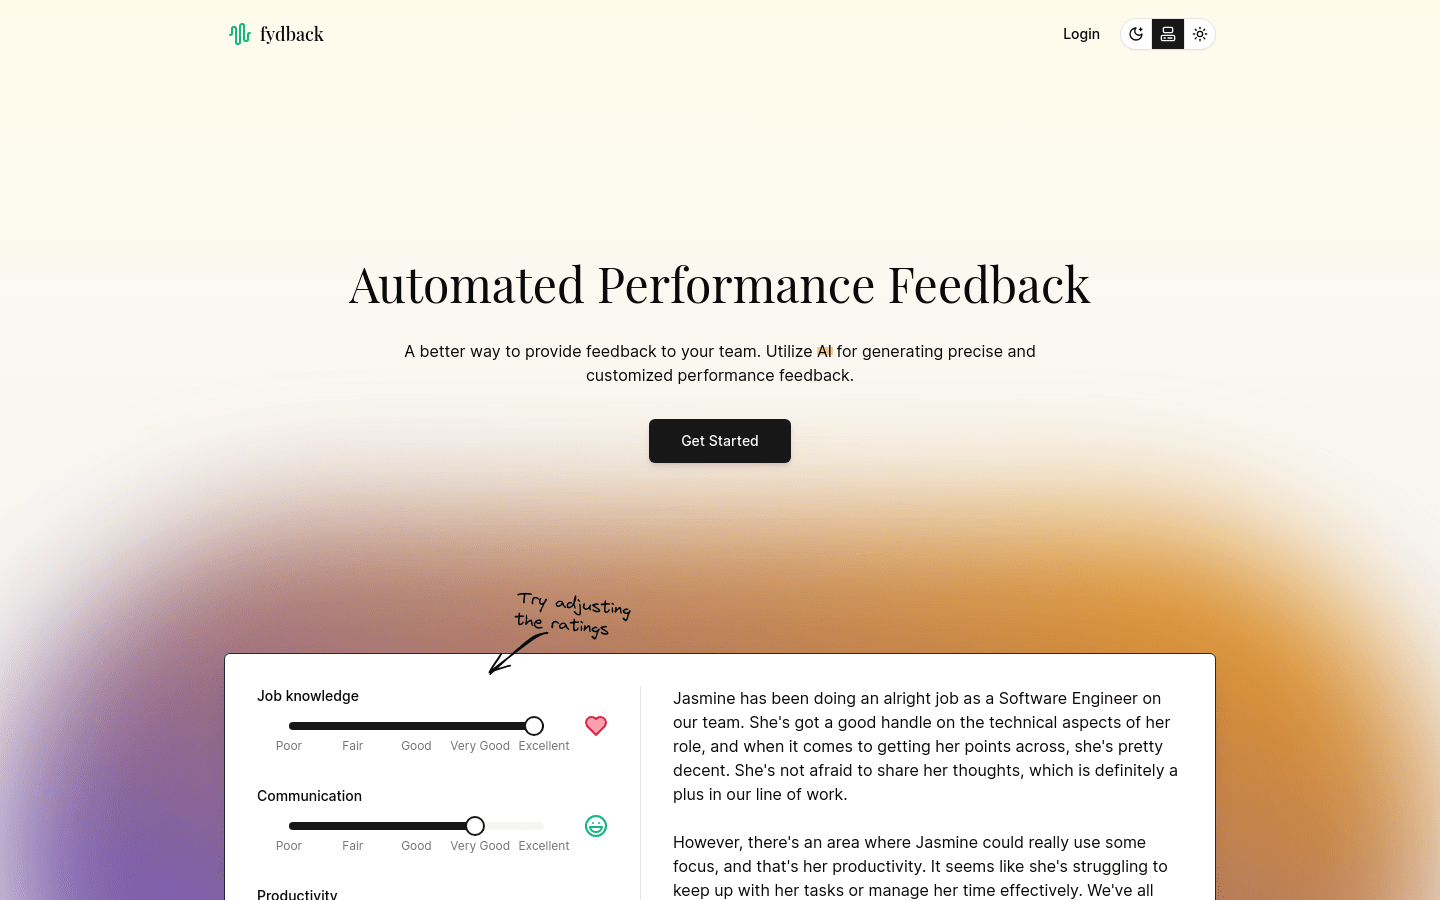 fydback
Login
Automated Performance Feedback
A better way to provide feedback to your team. Utilize AI for generating precise and
customized performance feedback.
Get Started
Try adjusting
the ratings
Job knowledge
Poor Fair Good Very Good Excellent
Communication
Poor Fair Good Very Good Excellent
Productivity
Jasmine has been doing an alright job as a Software Engineer on
our team. She's got a good handle on the technical aspects of her
role, and when it comes to getting her points across, she's pretty
decent. She's not afraid to share her thoughts, which is definitely a
plus in our line of work.
However, there's an area where Jasmine could really use some
focus, and that's her productivity. It seems like she's struggling to
keep up with her tasks or manage her time effectively. We've all